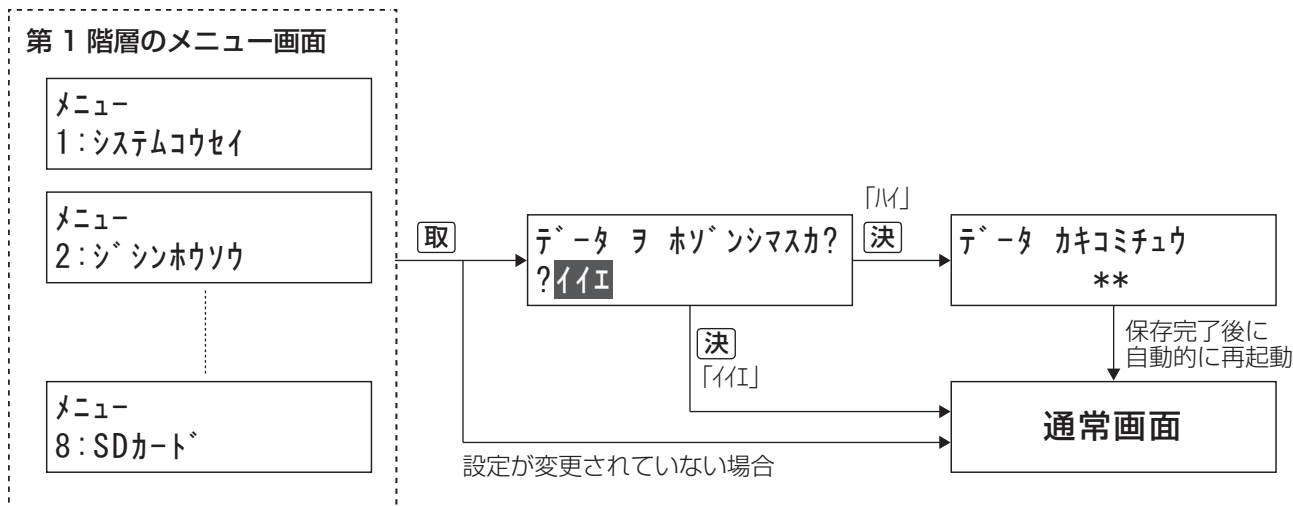 第 1 階層のメニュー画面
ﾒﾆｭｰ
1:ｼｽﾃﾑｺｳｾｲ
ﾒﾆｭｰ
2:ｼﾞｼﾝﾎｳｿｳ
ﾒﾆｭｰ
8:SDｶｰﾄﾞ
取
ﾃﾞｰﾀ ｦ ﾎｿﾞﾝｼﾏｽｶ?
?ｲｲｴ
「ﾊｲ」
決
ﾃﾞｰﾀ ｶｷｺﾐﾁｭｳ
**
決
「ｲｲｴ」
保存完了後に
自動的に再起動
通常画面
設定が変更されていない場合